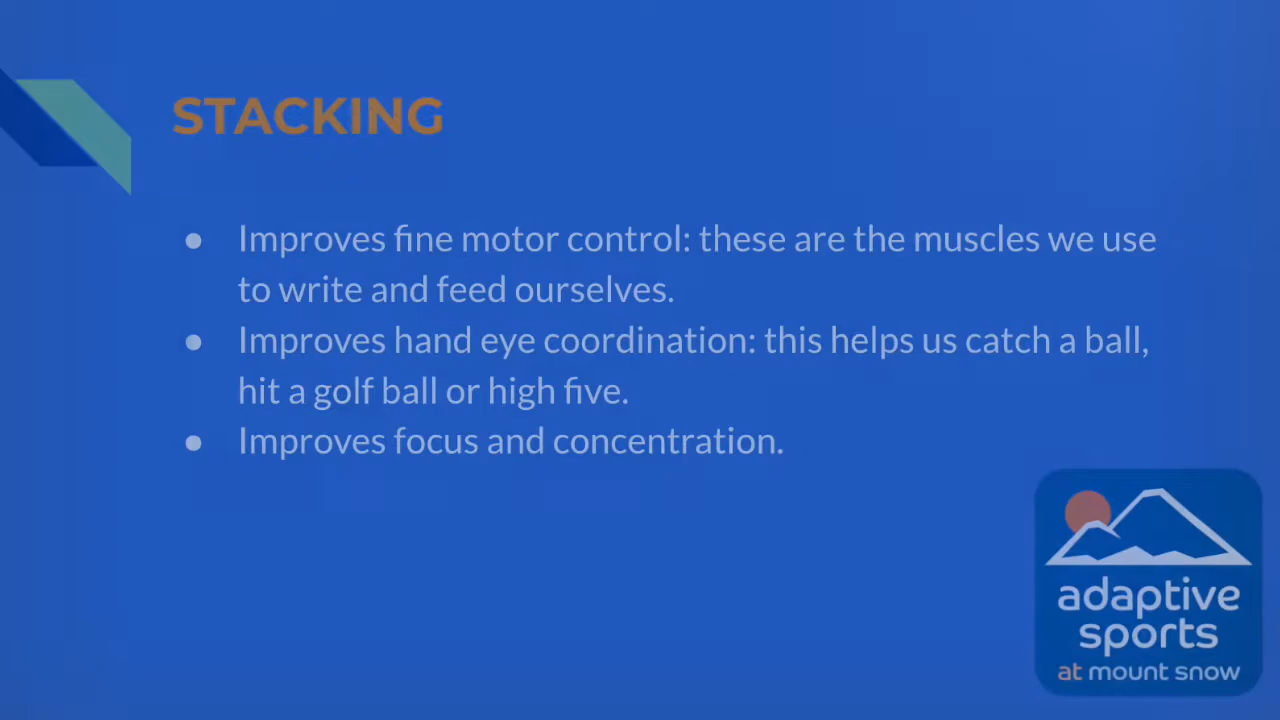 STACKING
● Improves fine motor control: these are the muscles we use
to write and feed ourselves.
● Improves hand eye coordination: this helps us catch a ball,
hit a golf ball or high five.
● Improves focus and concentration.
adaptive
sports
at mount snow